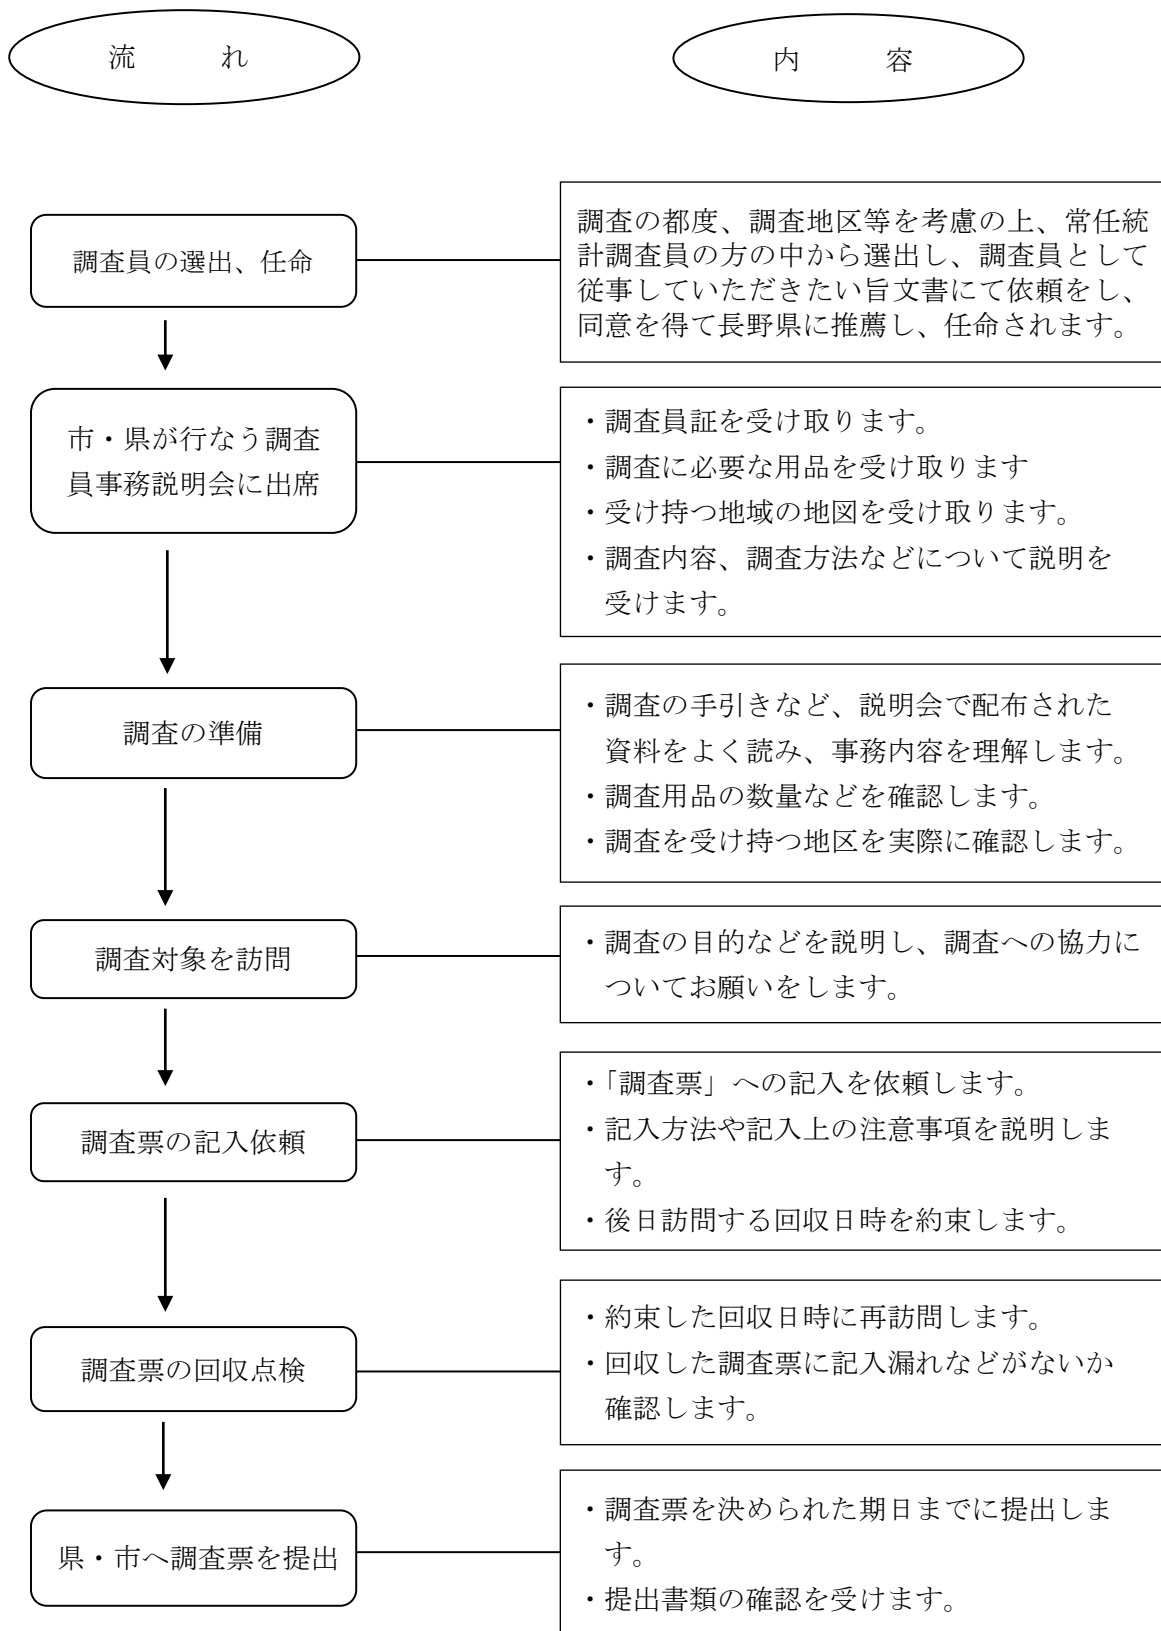 流　れ
内　容
調査員の選出、任命
調査の都度、調査地区等を考慮の上、常任統
計調査員の方の中から選出し、調査員として
従事していただきたい旨文書にて依頼をし、
同意を得て長野県に推薦し、任命されます。
市・県が行なう調査
員事務説明会に出席
・調査員証を受け取ります。
・調査に必要な用品を受け取ります
・受け持つ地域の地図を受け取ります。
・調査内容、調査方法などについて説明を
受けます。
調査の準備
・調査の手引きなど、説明会で配布された
資料をよく読み、事務内容を理解します。
・調査用品の数量などを確認します。
・調査を受け持つ地区を実際に確認します。
調査対象を訪問
・調査の目的などを説明し、調査への協力に
ついてお願いをします。
調査票の記入依頼
・「調査票」への記入を依頼します。
・記入方法や記入上の注意事項を説明しま
す。
・後日訪問する回収日時を約束します。
調査票の回収点検
・約束した回収日時に再訪問します。
・回収した調査票に記入漏れなどがないか
確認します。
県・市へ調査票を提出
・調査票を決められた期日までに提出しま
す。
・提出書類の確認を受けます。